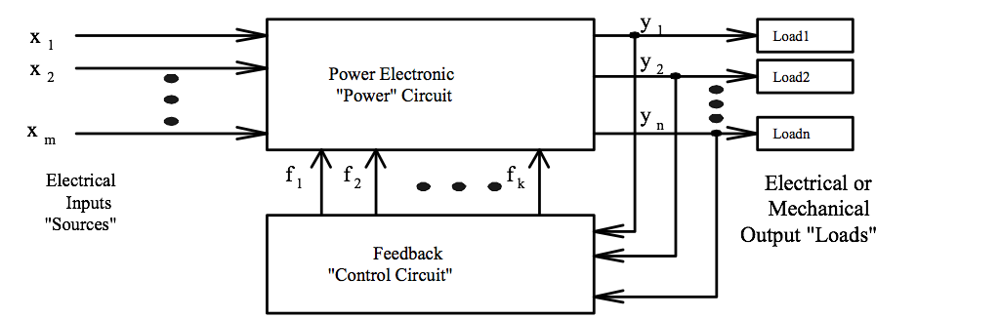 x 1
x 2
x m
Electrical
Inputs
"Sources"
Power Electronic
"Power" Circuit
y 1
y 2
y n
Load1
Load2
Loadn
f 1
f 2
f k
Feedback
"Control Circuit"
Electrical or
Mechanical
Output "Loads"